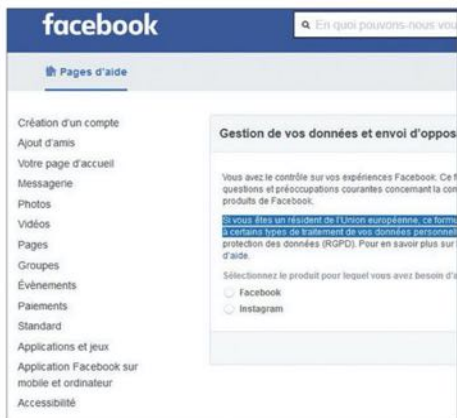 facebook
En quoi pouvons-nous vou
Pages d'aide
Création d'un compte
Ajout d'amis
Votre page d'accueil
Messagerie
Photos
Vidéos
Pages
Groupes
Évènements
Paiements
Standard
Applications et jeux
Application Facebook sur
mobile et ordinateur
Accessibilité
Gestion de vos données et envoi d'oppos
Vous avez le contrôle sur vos expériences Facebook. Ce f
questions et préoccupations courantes concernant la con
produits de Facebook.
Si vous êtes un résident de l'Union européenne, ce formu
à certains types de traitement de vos données personnell
protection des données (RGPD). Pour en savoir plus sur
d'aide.
Sélectionnez le produit pour lequel vous avez besoin d'a
Facebook
Instagram